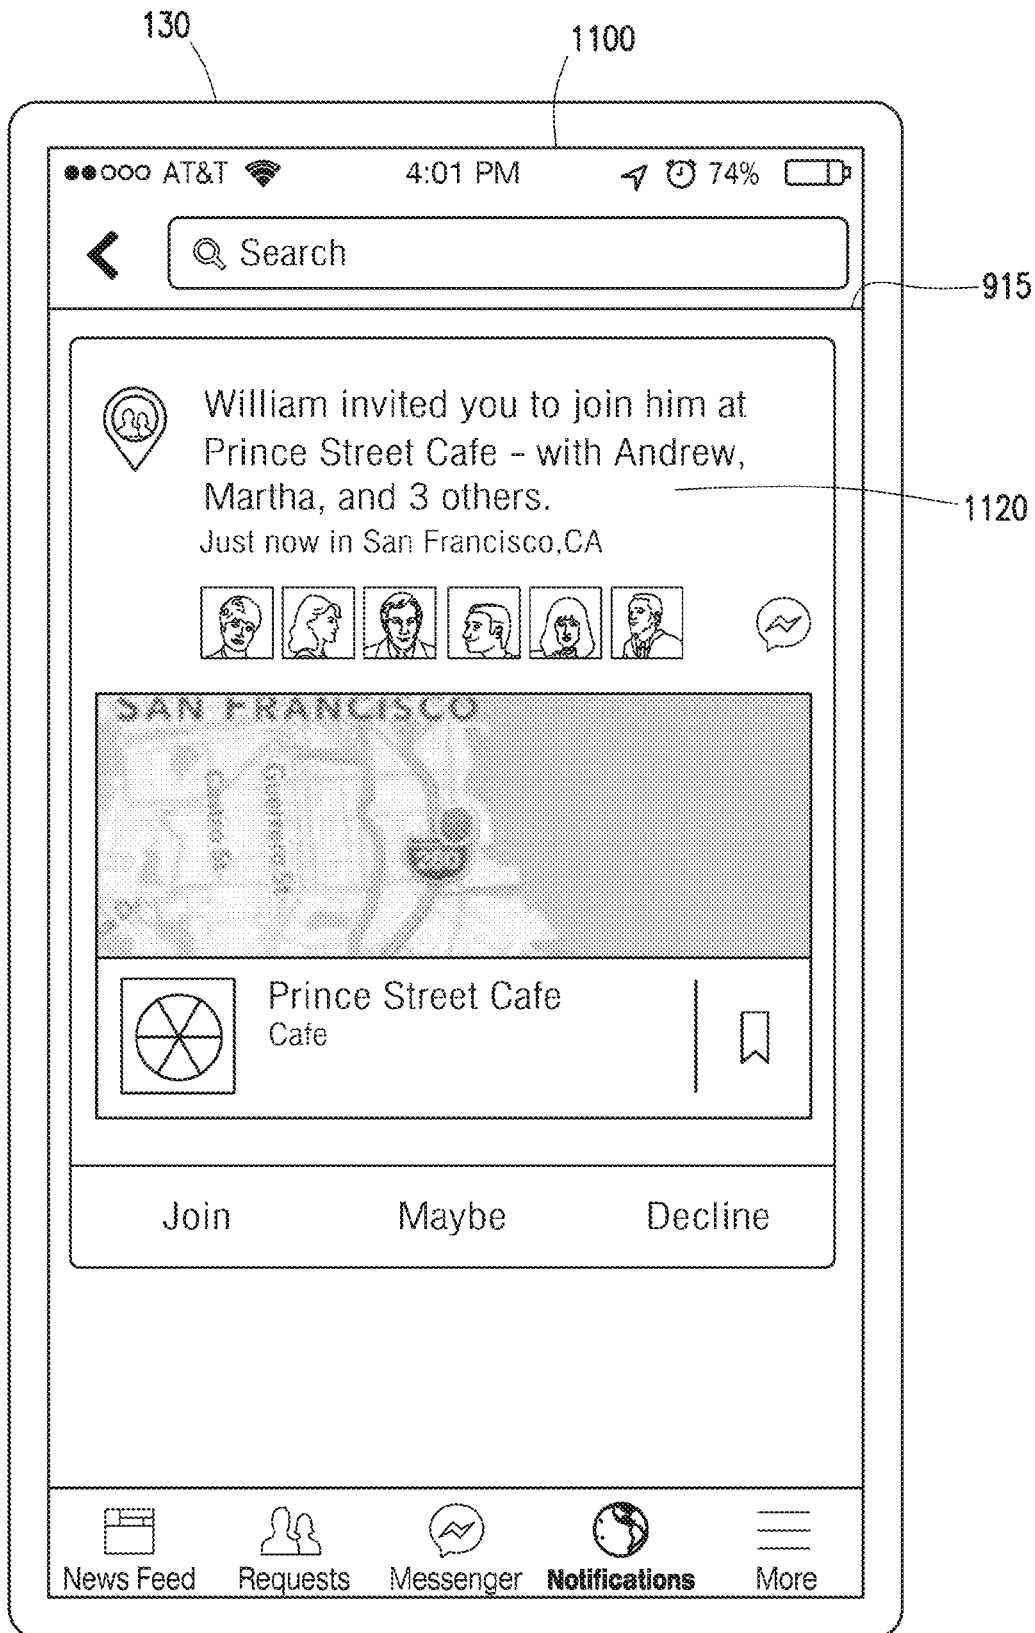 130
1100
AT&T 4:01 PM 74%
Search
915
William invited you to join him at
Prince Street Cafe - with Andrew,
Martha, and 3 others.
1120
Just now in San Francisco,CA
SAN FRANCISCO
Prince Street Cafe
Cafe
Join Maybe Decline
News Feed Requests Messenger Notifications More